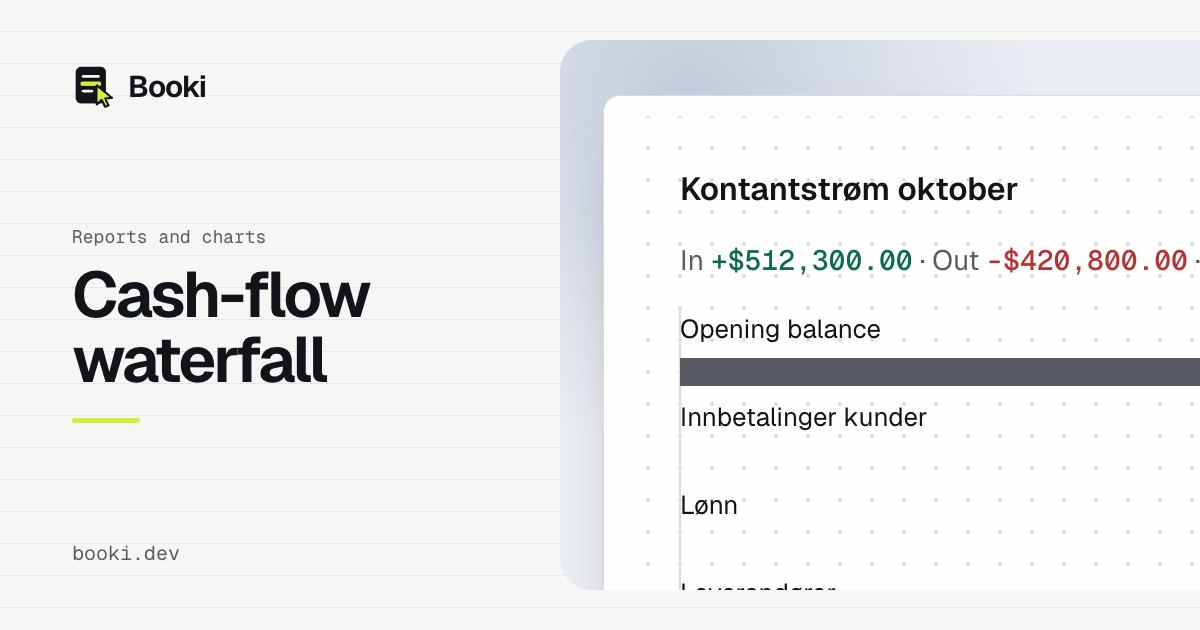 Booki
Reports and charts
Cash-flow
waterfall
booki.dev
Kontantstrøm oktober
In +$512,300.00 · Out -$420,800.00 ·
Opening balance
Innbetalinger kunder
Lønn
Leverandører